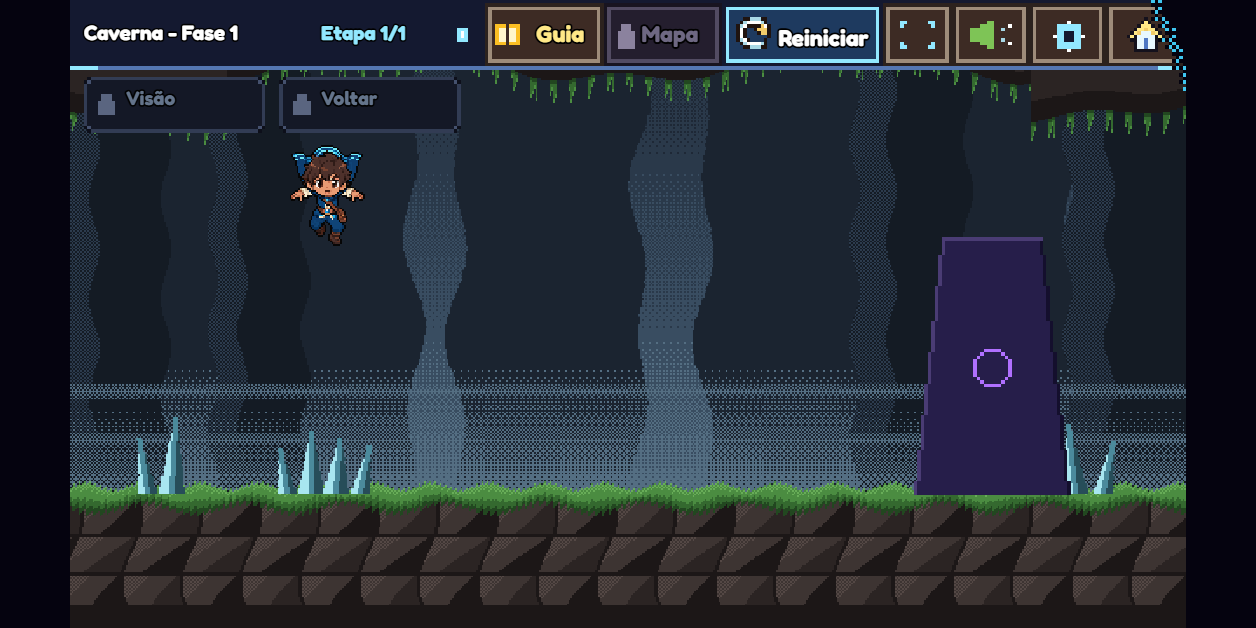 Caverna - Fase 1
Etapa 1/1
Guia
Mapa
Reiniciar
Visão
Voltar